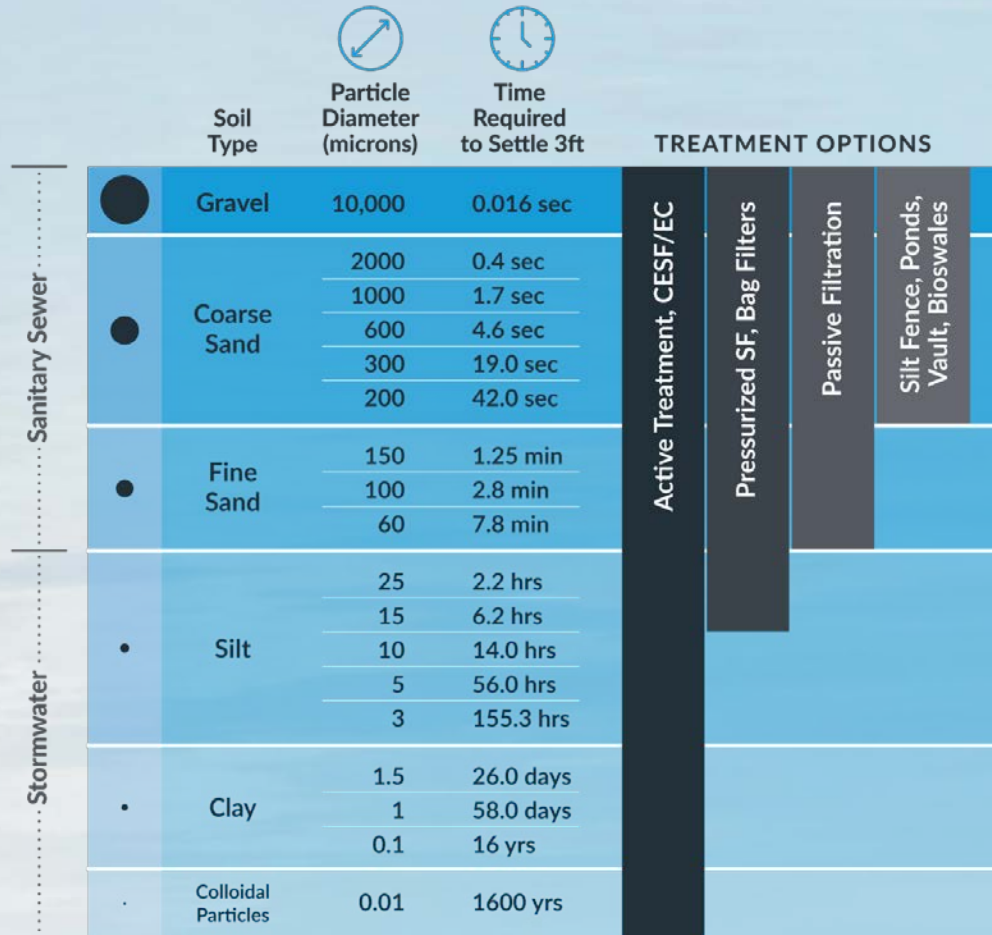 Soil
Type
Particle
Diameter
(microns)
Time
Required
to Settle 3ft
TREATMENT OPTIONS
Sanitary Sewer
Stormwater
Gravel 10,000 0.016 sec
Coarse
Sand
2000 0.4 sec
1000 1.7 sec
600 4.6 sec
300 19.0 sec
200 42.0 sec
Fine
Sand
150 1.25 min
100 2.8 min
60 7.8 min
Silt
25 2.2 hrs
15 6.2 hrs
10 14.0 hrs
5 56.0 hrs
3 155.3 hrs
Clay
1.5 26.0 days
1 58.0 days
0.1 16 yrs
Colloidal
Particles
0.01 1600 yrs
Active Treatment, CESF/EC
Pressurized SF, Bag Filters
Passive Filtration
Silt Fence, Ponds,
Vault, Bioswales